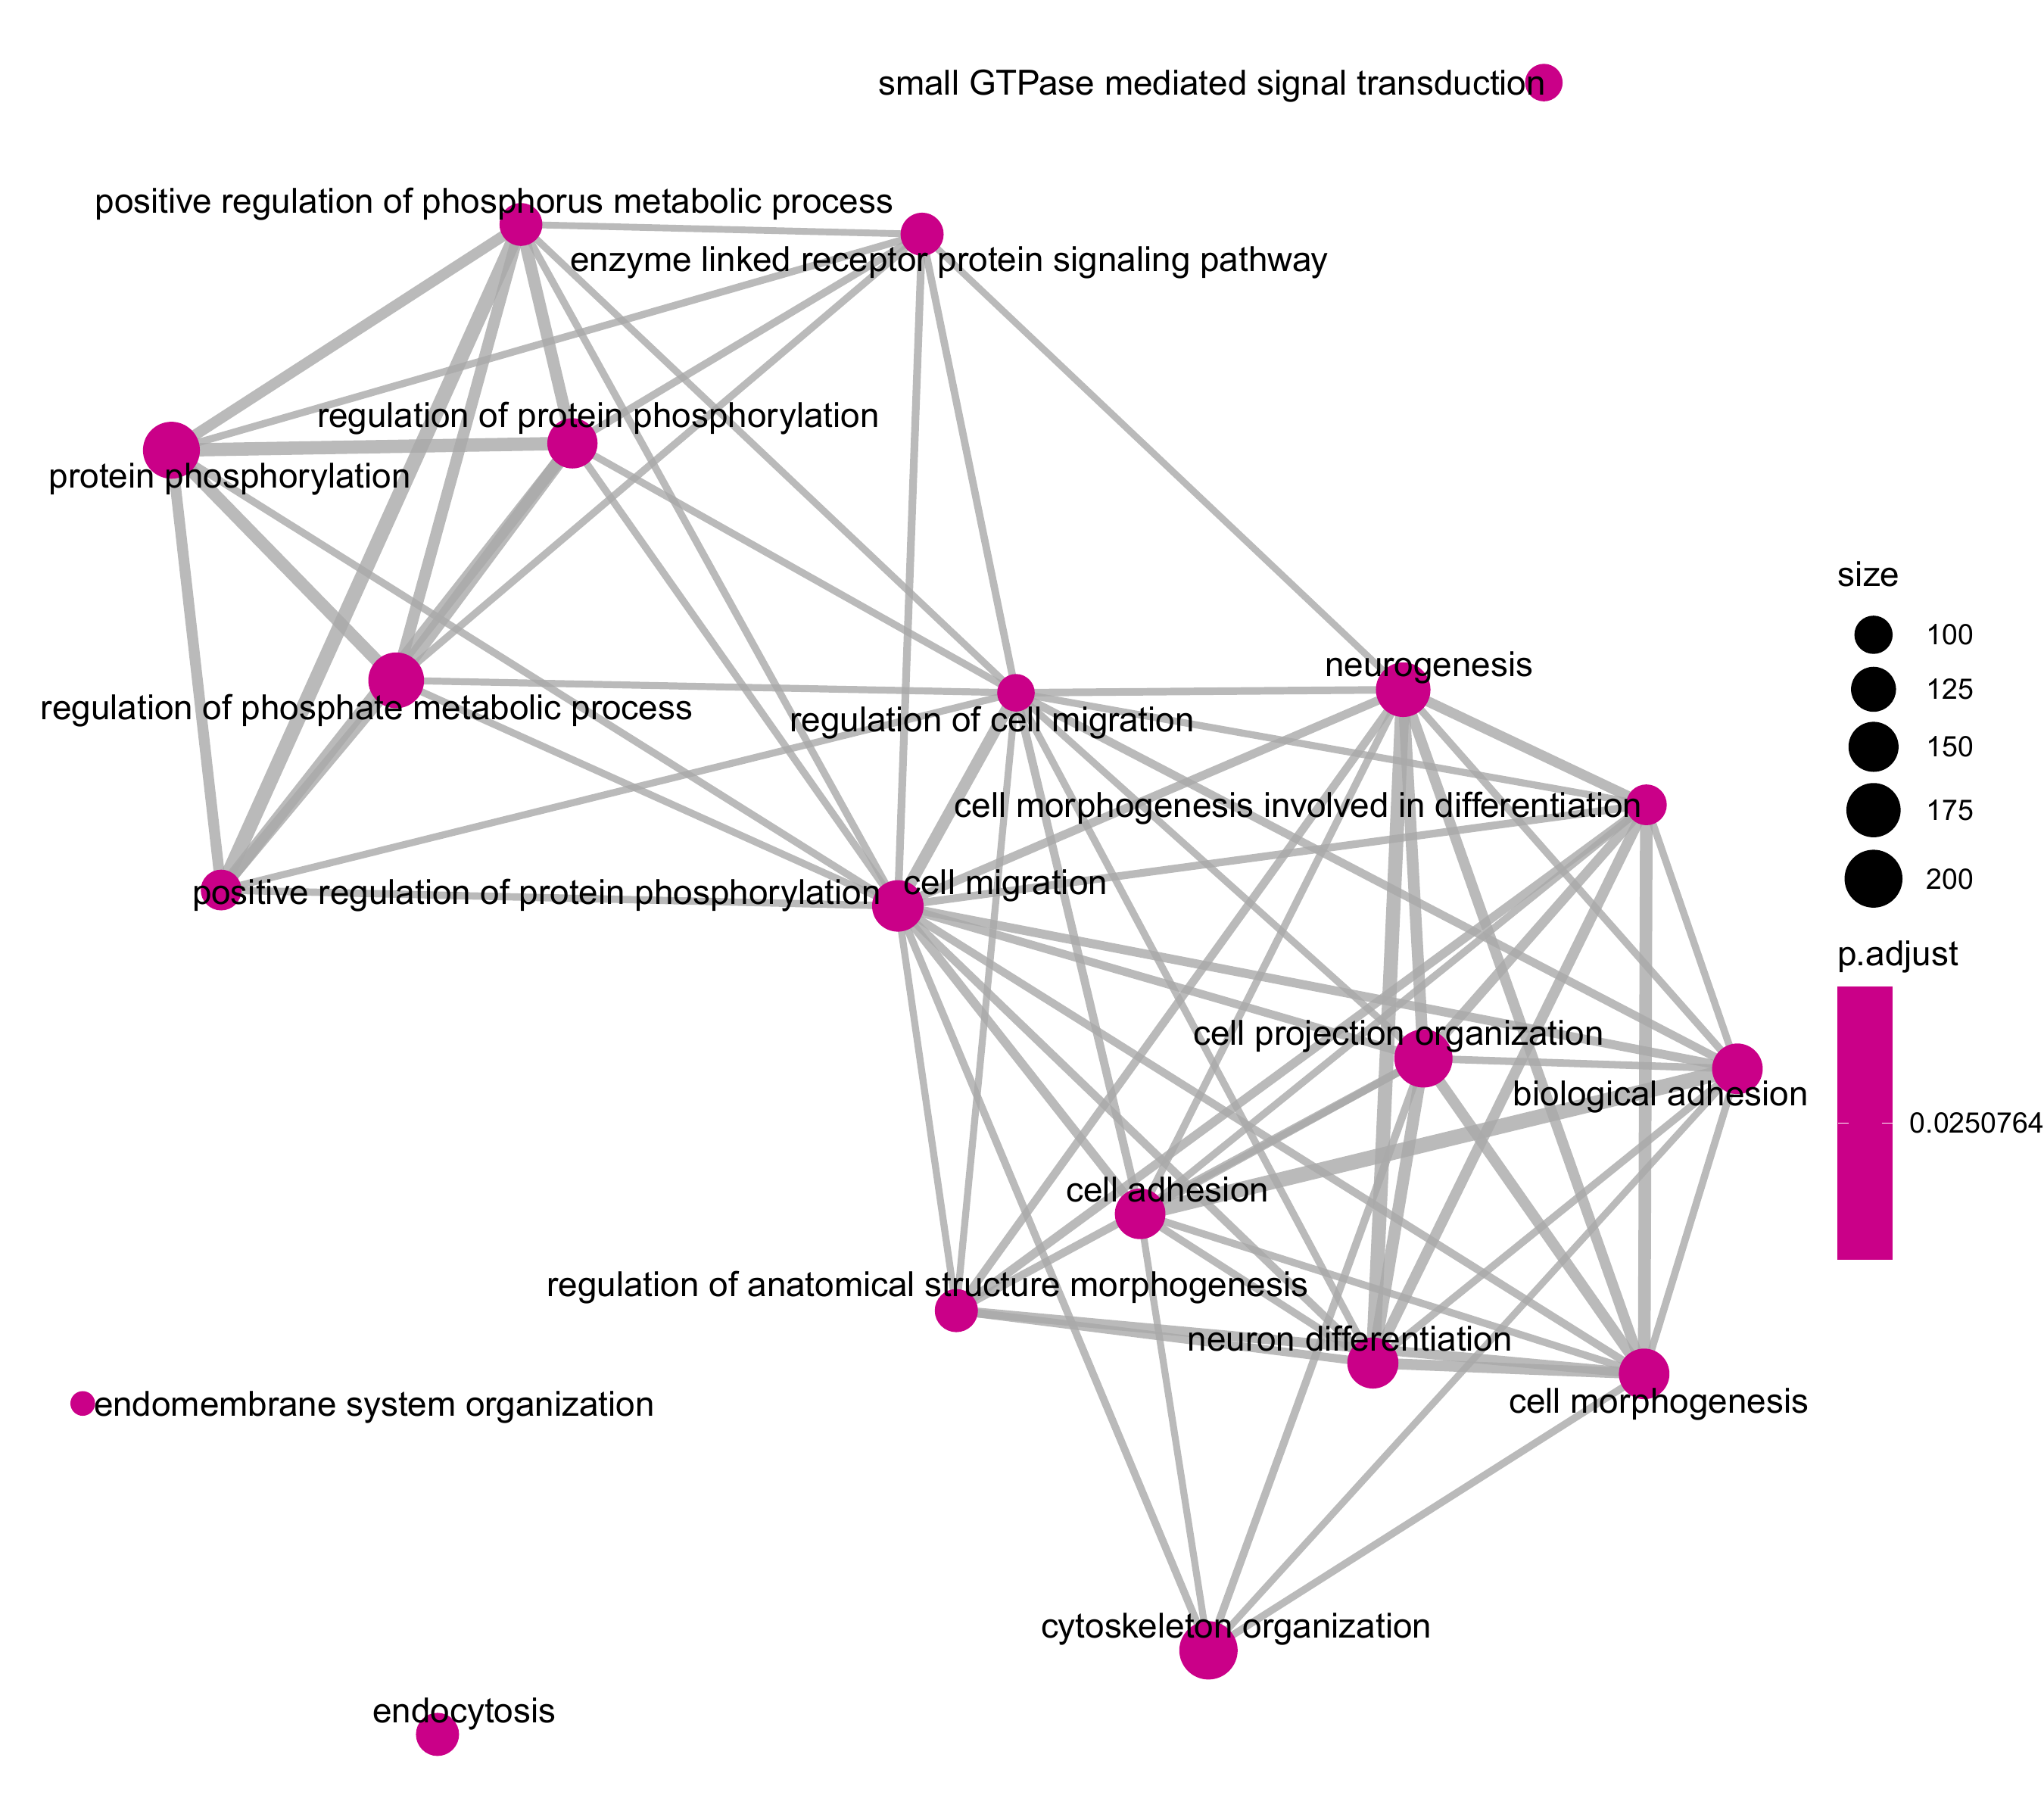 small GTPase mediated signal transduction
positive regulation of phosphorus metabolic process
enzyme linked receptor protein signaling pathway
regulation of protein phosphorylation
protein phosphorylation
regulation of phosphate metabolic process
regulation of cell migration
neurogenesis
cell morphogenesis involved in differentiation
positive regulation of protein phosphorylation
cell migration
cell projection organization
biological adhesion
cell adhesion
regulation of anatomical structure morphogenesis
neuron differentiation
cell morphogenesis
endomembrane system organization
cytoskeleton organization
endocytosis
size
100
125
150
175
200
p.adjust
0.0250764